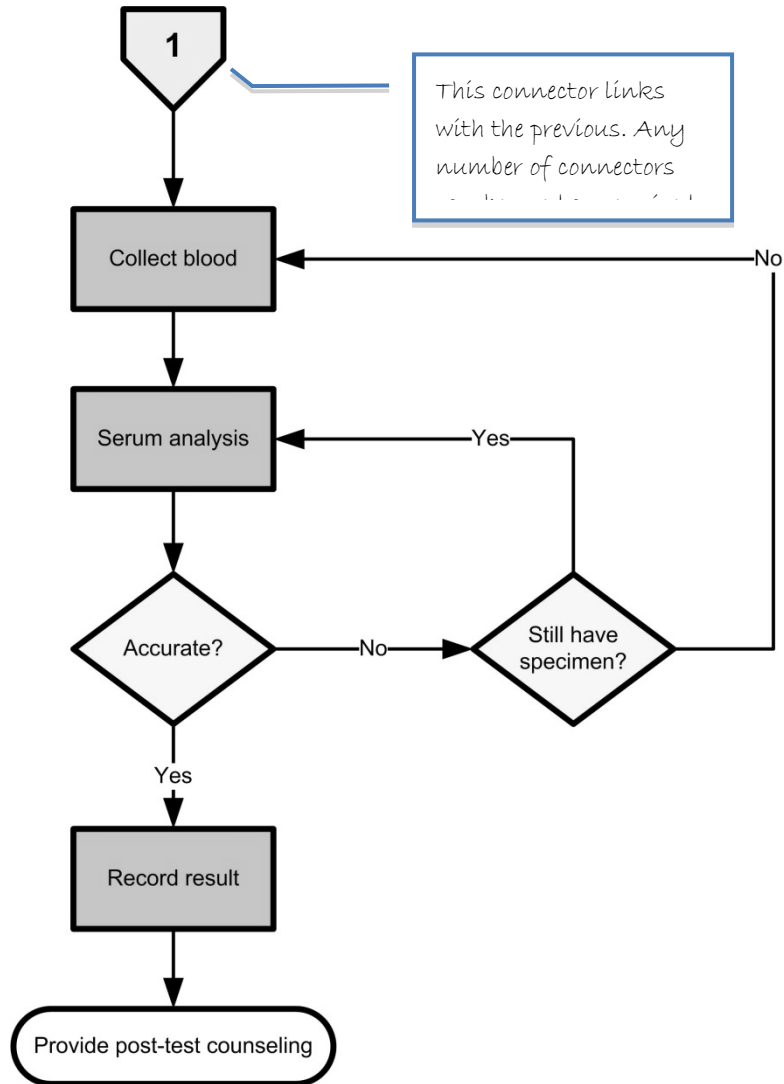 1
This connector links
with the previous. Any
number of connectors
Collect blood
No
Serum analysis
Yes
Accurate?
No
Still have
specimen?
Yes
Record result
Provide post-test counseling